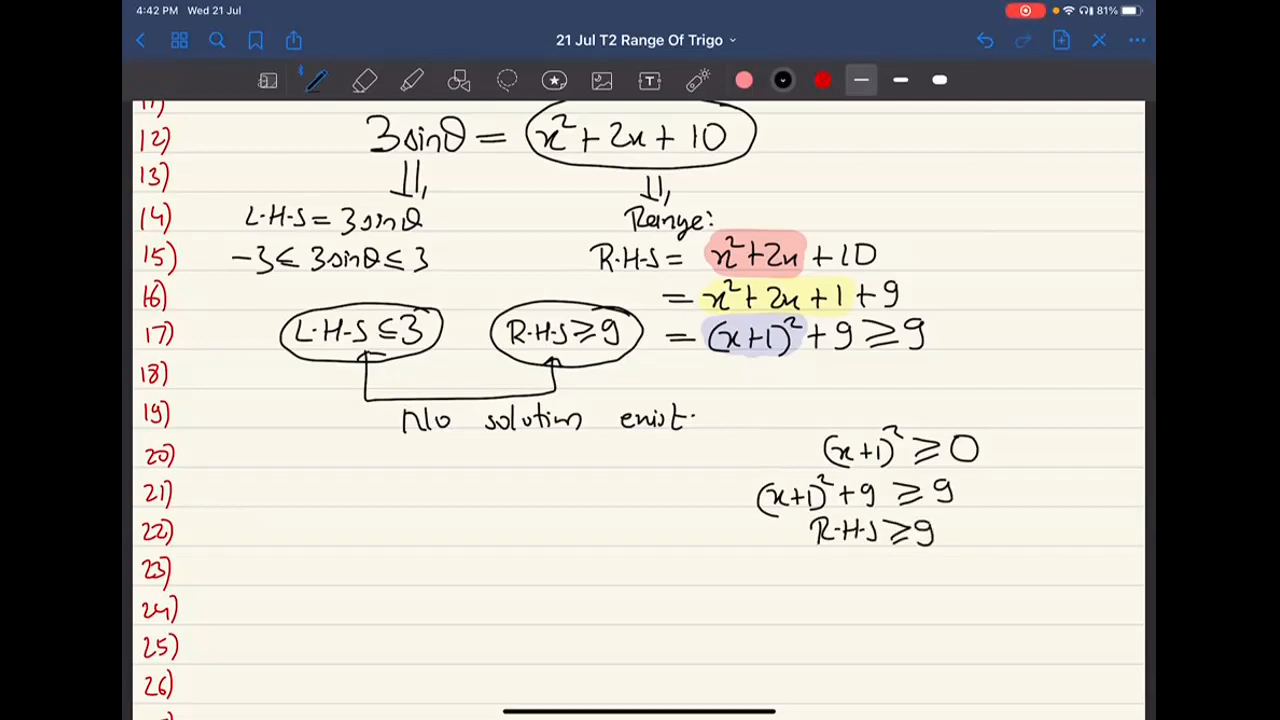 4:42 PM Wed 21 Jul
81%
21 Jul T2 Range Of Trigo
11)
12) 3sinθ = x²+2x+10
13)
14) L.H.S = 3sinθ Range:
15) -3 ≤ 3sinθ ≤ 3 R.H.S = x²+2x+10
16) = x²+2x+1+9
17) L.H.S ≤ 3 R.H.S ≥ 9 = (x+1)²+9 ≥ 9
18)
19) No solution exist.
20) (x+1)² ≥ 0
21) (x+1)²+9 ≥ 9
22) R.H.S ≥ 9
23)
24)
25)
26)